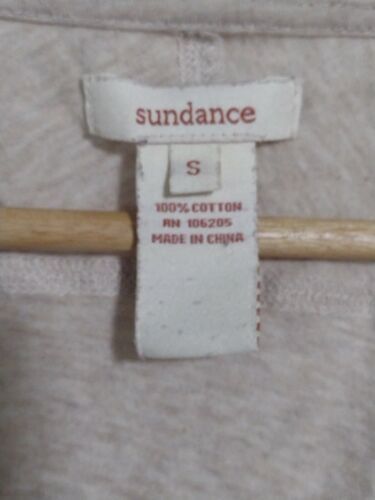 sundance
S
100% COTTON
RN 106205
MADE IN CHINA